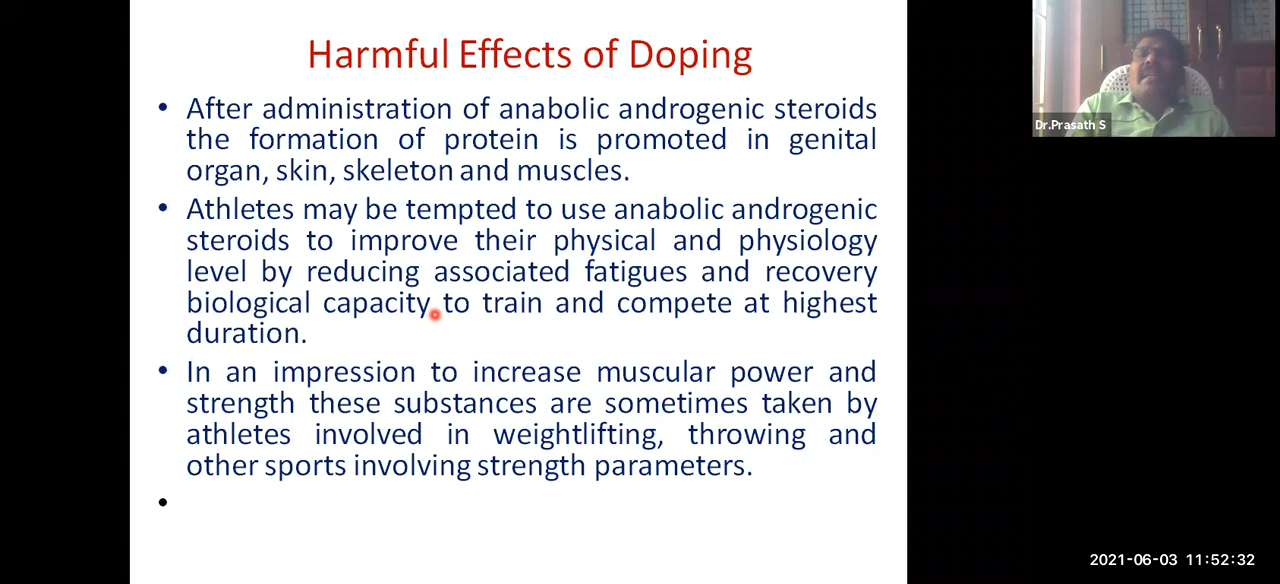 Harmful Effects of Doping
• After administration of anabolic androgenic steroids
the formation of protein is promoted in genital
organ, skin, skeleton and muscles.
• Athletes may be tempted to use anabolic androgenic
steroids to improve their physical and physiology
level by reducing associated fatigues and recovery
biological capacity to train and compete at highest
duration.
• In an impression to increase muscular power and
strength these substances are sometimes taken by
athletes involved in weightlifting, throwing and
other sports involving strength parameters.
•
Dr.Prasath S
2021-06-03 11:52:32